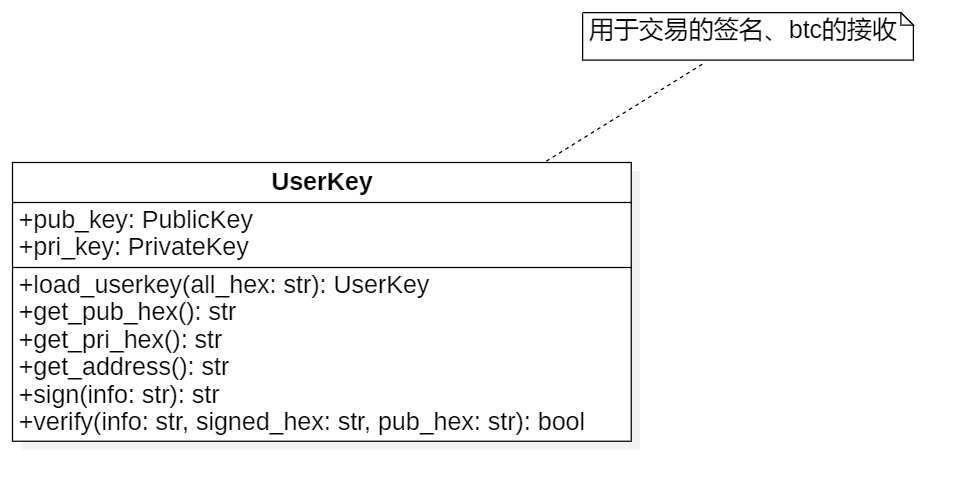 用于交易的签名、btc的接收
UserKey
+pub_key: PublicKey
+pri_key: PrivateKey
+load_userkey(all_hex: str): UserKey
+get_pub_hex(): str
+get_pri_hex(): str
+get_address(): str
+sign(info: str): str
+verify(info: str, signed_hex: str, pub_hex: str): bool